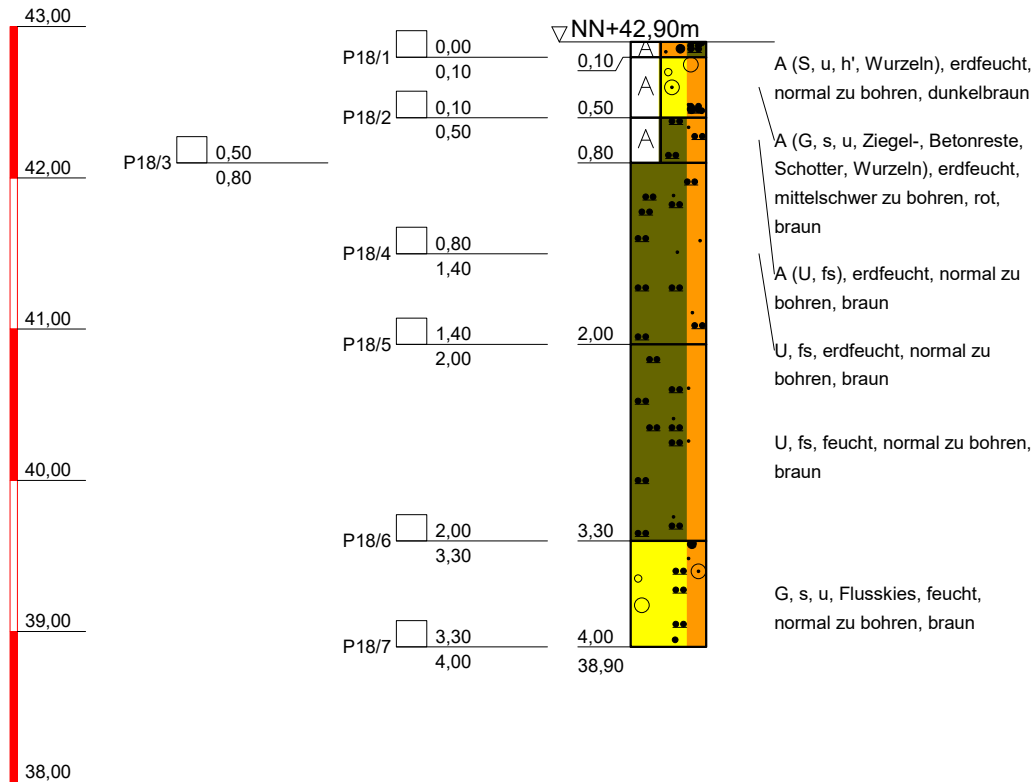 43,00
42,00
41,00
40,00
39,00
38,00
P18/3
0,50
0,80
P18/1
0,00
0,10
P18/2
0,10
0,50
P18/4
0,80
1,40
P18/5
1,40
2,00
P18/6
2,00
3,30
P18/7
3,30
4,00
NN+42,90m
0,10
0,50
0,80
2,00
3,30
4,00
38,90
A
A
A
A (S, u, h', Wurzeln), erdfeucht,
normal zu bohren, dunkelbraun
A (G, s, u, Ziegel-, Betonreste,
Schotter, Wurzeln), erdfeucht,
mittelschwer zu bohren, rot,
braun
A (U, fs), erdfeucht, normal zu
bohren, braun
U, fs, erdfeucht, normal zu
bohren, braun
U, fs, feucht, normal zu bohren,
braun
G, s, u, Flusskies, feucht,
normal zu bohren, braun